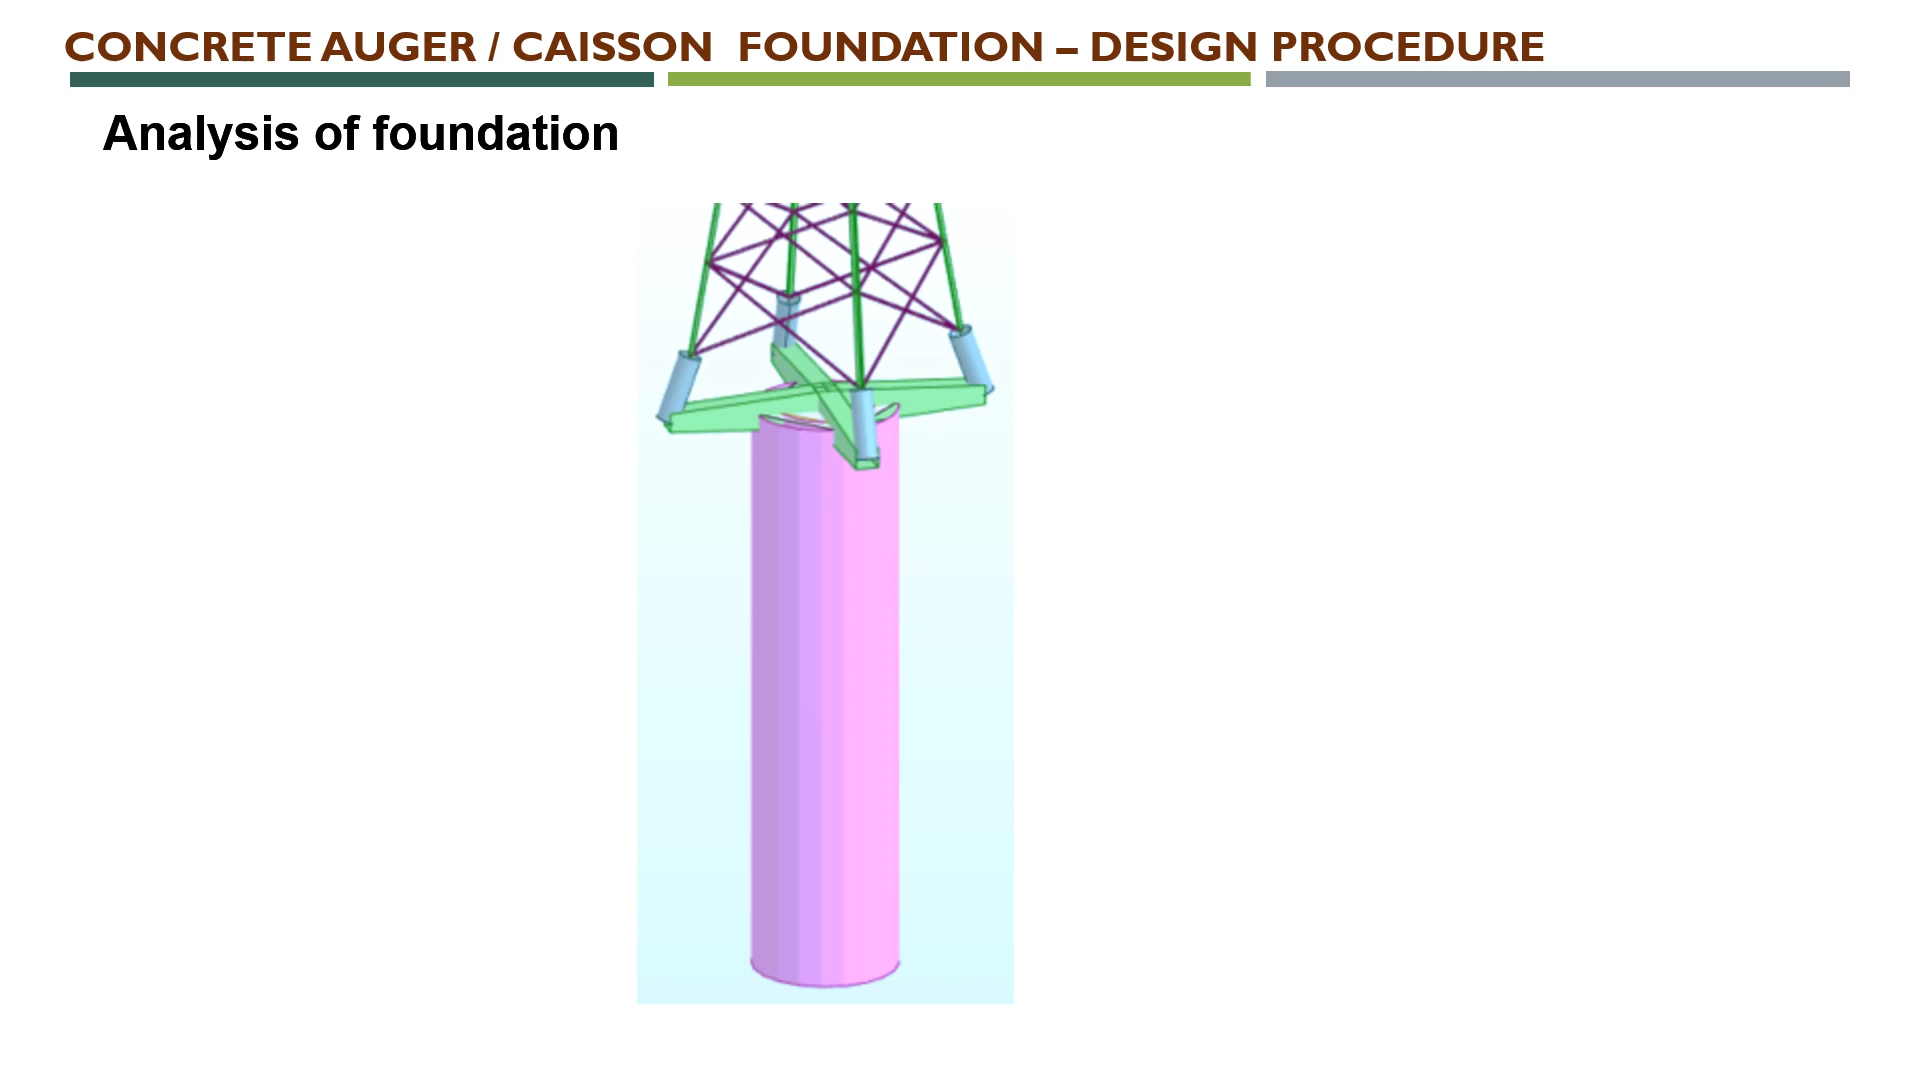 CONCRETE AUGER / CAISSON  FOUNDATION – DESIGN PROCEDURE
Analysis of foundation